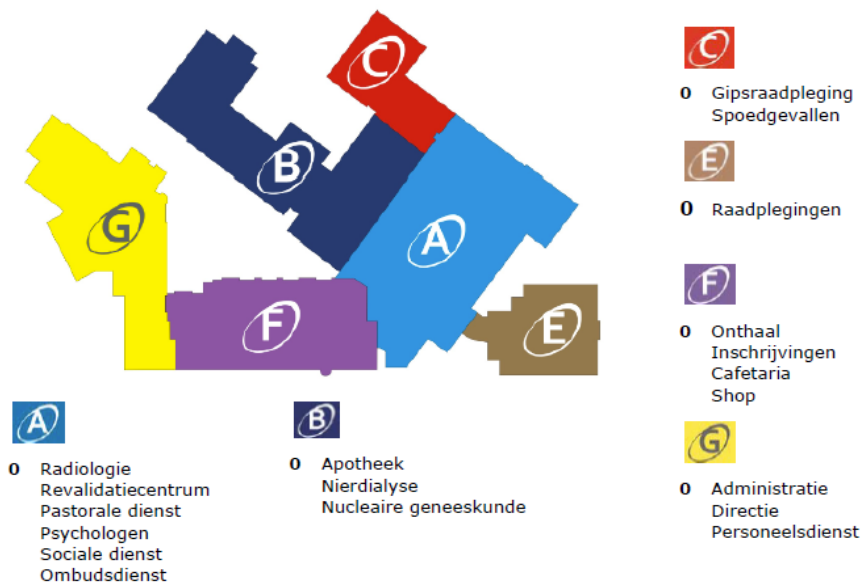 C
B
G
A
F
E
C
0 Gipsraadpleging
Spoedgevallen
E
0 Raadplegingen
F
0 Onthaal
Inschrijvingen
Cafetaria
Shop
G
0 Administratie
Directie
Personeelsdienst
A
0 Radiologie
Revalidatiecentrum
Pastorale dienst
Psychologen
Sociale dienst
Ombudsdienst
B
0 Apotheek
Nierdialyse
Nucleaire geneeskunde